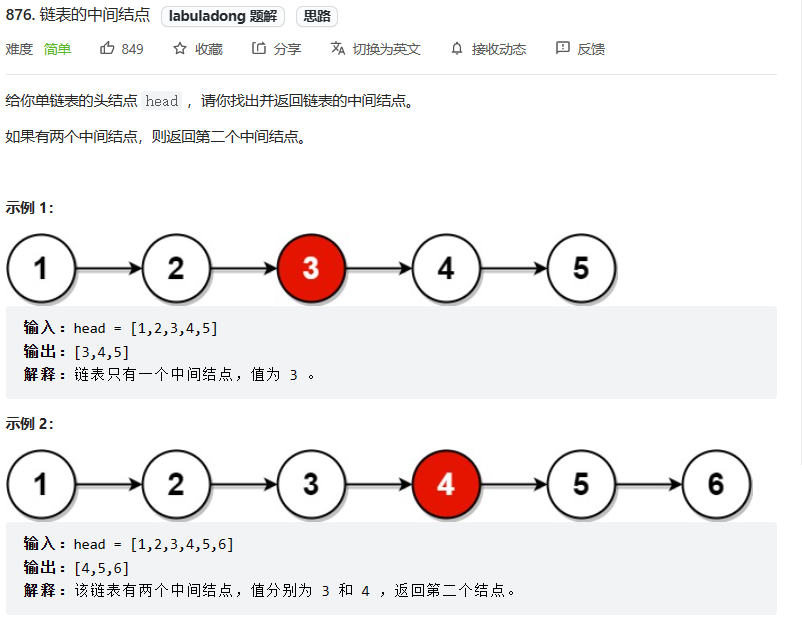 876. 链表的中间结点 labuladong 题解 思路
难度 简单 849 收藏 分享 切换为英文 接收动态 反馈
给你单链表的头结点 head ，请你找出并返回链表的中间结点。
如果有两个中间结点，则返回第二个中间结点。
示例 1：
1 2 3 4 5
输入：head = [1,2,3,4,5]
输出：[3,4,5]
解释：链表只有一个中间结点，值为 3 。
示例 2：
1 2 3 4 5 6
输入：head = [1,2,3,4,5,6]
输出：[4,5,6]
解释：该链表有两个中间结点，值分别为 3 和 4 ，返回第二个结点。